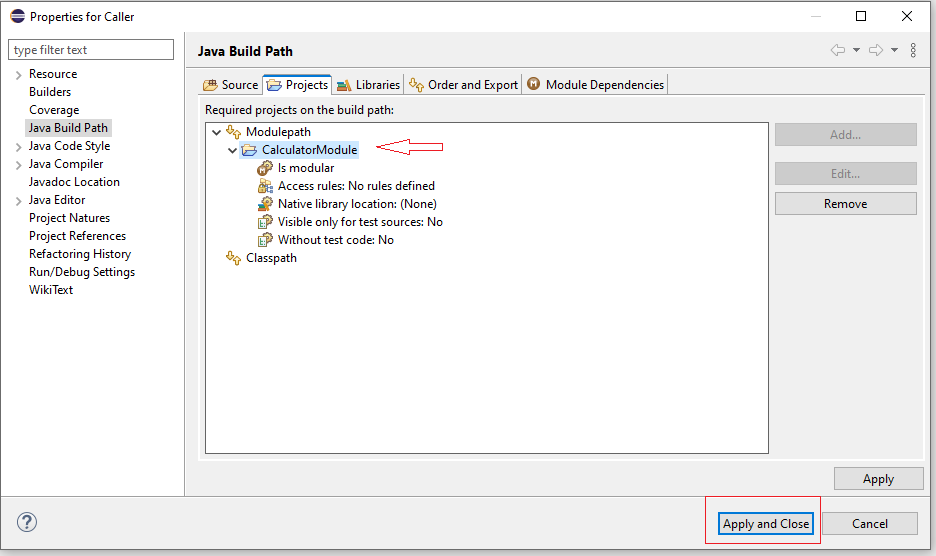 Properties for Caller
type filter text
Resource
Builders
Coverage
Java Build Path
Java Code Style
Java Compiler
Javadoc Location
Java Editor
Project Natures
Project References
Refactoring History
Run/Debug Settings
WikiText
Java Build Path
Source Projects Libraries Order and Export Module Dependencies
Required projects on the build path:
Modulepath
CalculatorModule
Is modular
Access rules: No rules defined
Native library location: (None)
Visible only for test sources: No
Without test code: No
Classpath
Add...
Edit...
Remove
Apply
Apply and Close Cancel